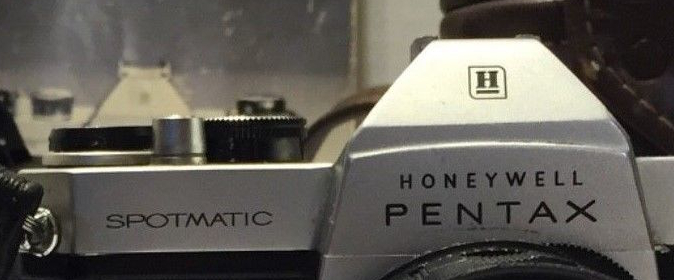 H
HONEYWELL
PENTAX
SPOTMATIC